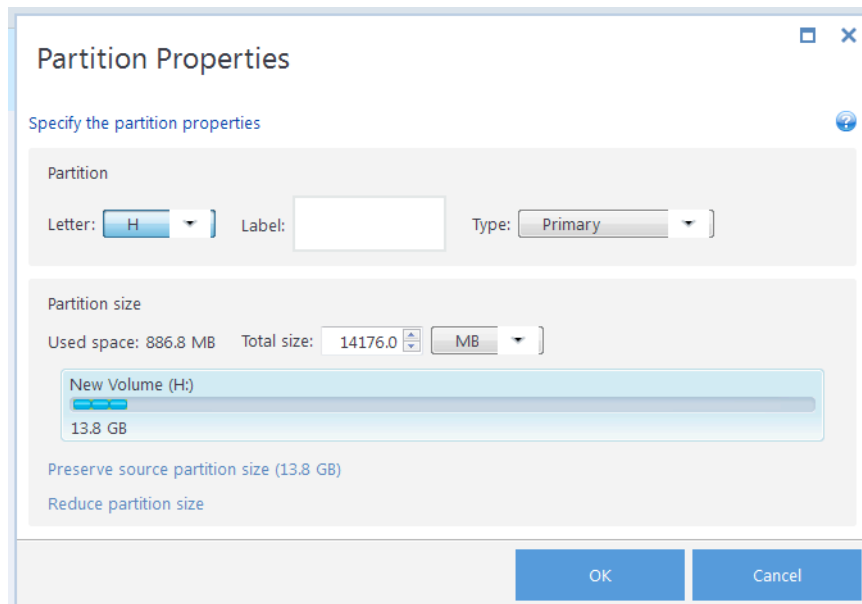 Partition Properties
Specify the partition properties
Partition
Letter: H Label: Type: Primary
Partition size
Used space: 886.8 MB Total size: 14176.0 MB
New Volume (H:)
13.8 GB
Preserve source partition size (13.8 GB)
Reduce partition size
OK Cancel